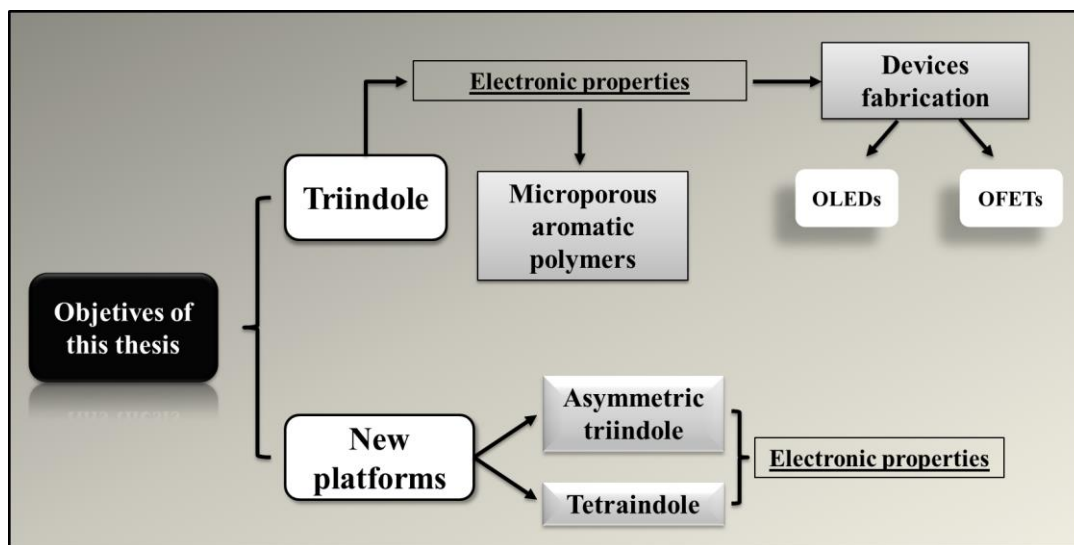 Electronic properties
Devices
fabrication
Triindole
Microporous
aromatic
polymers
OLEDs
OFETs
Objetives of
this thesis
New
platforms
Asymmetric
triindole
Tetraindole
Electronic properties